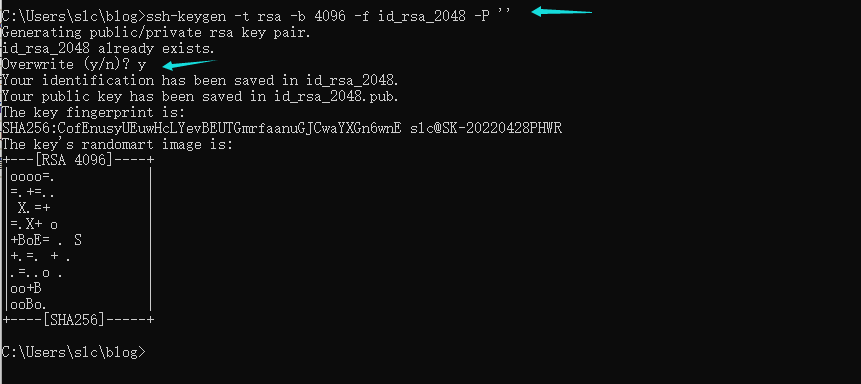 C:\Users\slc\blog>ssh-keygen -t rsa -b 4096 -f id_rsa_2048 -P ''
Generating public/private rsa key pair.
id_rsa_2048 already exists.
Overwrite (y/n)? y
Your identification has been saved in id_rsa_2048.
Your public key has been saved in id_rsa_2048.pub.
The key fingerprint is:
SHA256:CofEnusyUEuwHcLYevBEUTGmrfaanuGJCwaYXGn6wnE slc@SK-20220428PHWR
The key's randomart image is:
+---[RSA 4096]----+
|oooo=.           |
|=.+=..           |
| X.=+            |
|=.X+ o           |
|+BoE= . S        |
|+.=. + .         |
|.=..o .          |
|oo+B             |
|ooBo.            |
+----[SHA256]-----+
C:\Users\slc\blog>